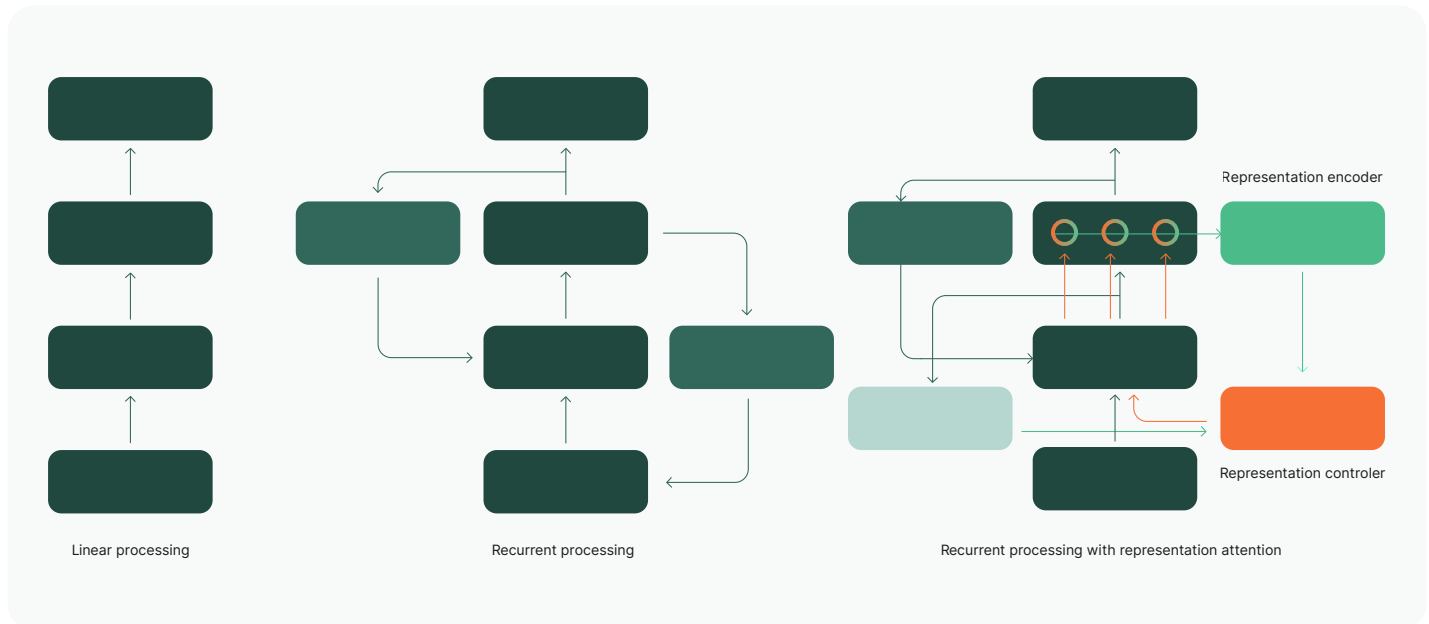 Representation encoder
Representation controler
Linear processing
Recurrent processing
Recurrent processing with representation attention